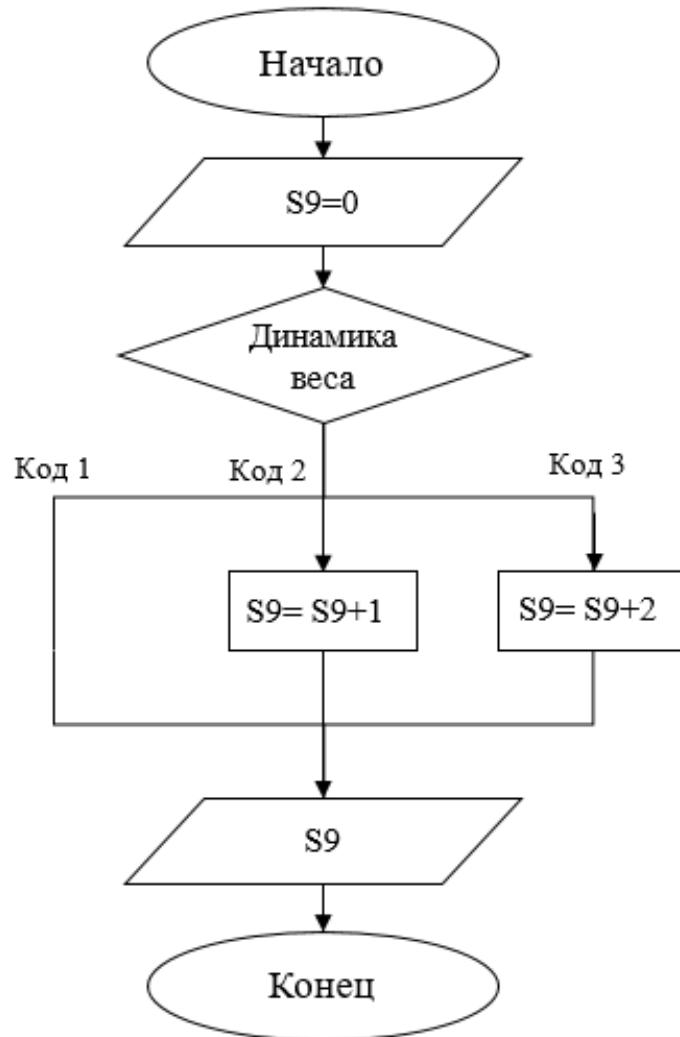 Начало
S9=0
Динамика
веса
Код 1
Код 2
Код 3
S9= S9+1
S9= S9+2
S9
Конец